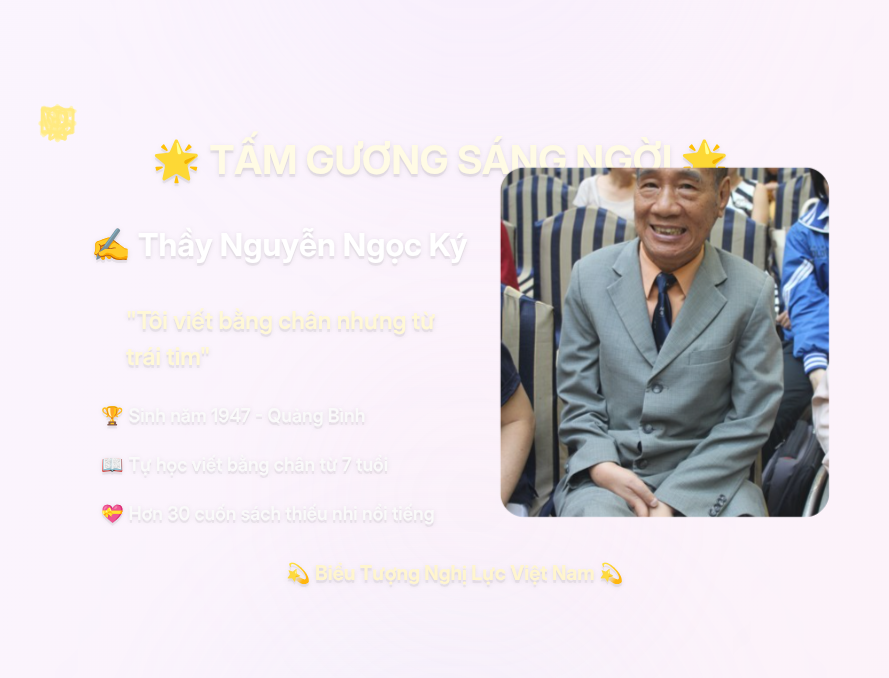 🌟 TẤM GƯƠNG SÁNG NGỜI 🌟
✍️ Thầy Nguyễn Ngọc Ký
"Tôi viết bằng chân nhưng từ
trái tim"
🏆 Sinh năm 1947 - Quảng Bình
📖 Tự học viết bằng chân từ 7 tuổi
💝 Hơn 30 cuốn sách thiếu nhi nổi tiếng
💫 Biểu Tượng Nghị Lực Việt Nam 💫